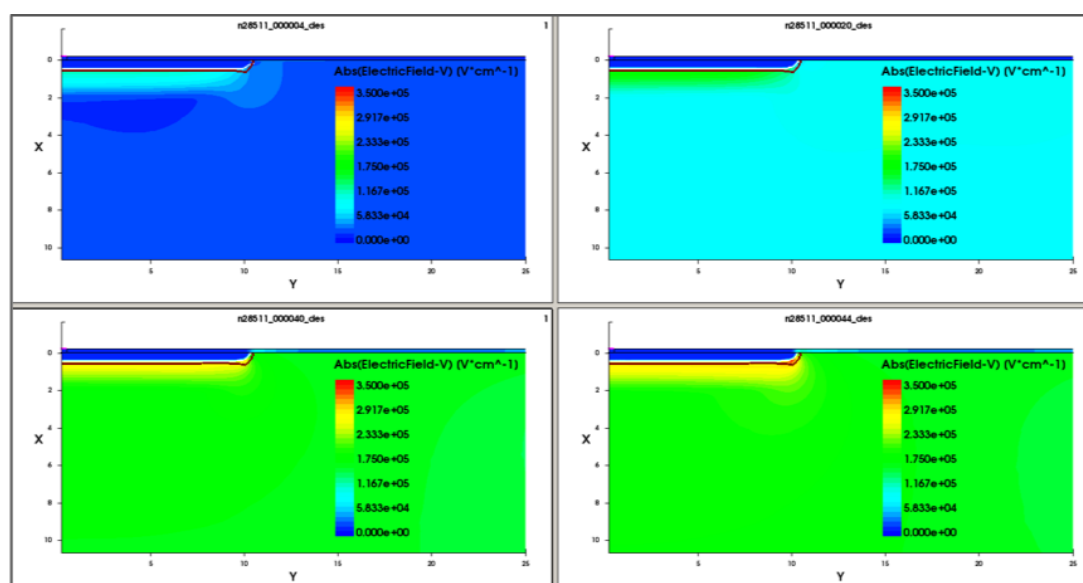 n28511_000004_des
1
0
2
4
6
8
10
X
5
10
15
20
25
Y
Abs(ElectricField-V) (V*cm^-1)
3.500e+05
2.917e+05
2.333e+05
1.750e+05
1.167e+05
5.833e+04
0.000e+00
n28511_000020_des
0
2
4
6
8
10
X
5
10
15
20
25
Y
Abs(ElectricField-V) (V*cm^-1)
3.500e+05
2.917e+05
2.333e+05
1.750e+05
1.167e+05
5.833e+04
0.000e+00
n28511_000040_des
1
0
2
4
6
8
10
X
5
10
15
20
25
Y
Abs(ElectricField-V) (V*cm^-1)
3.500e+05
2.917e+05
2.333e+05
1.750e+05
1.167e+05
5.833e+04
0.000e+00
n28511_000044_des
0
2
4
6
8
10
X
5
10
15
20
25
Y
Abs(ElectricField-V) (V*cm^-1)
3.500e+05
2.917e+05
2.333e+05
1.750e+05
1.167e+05
5.833e+04
0.000e+00